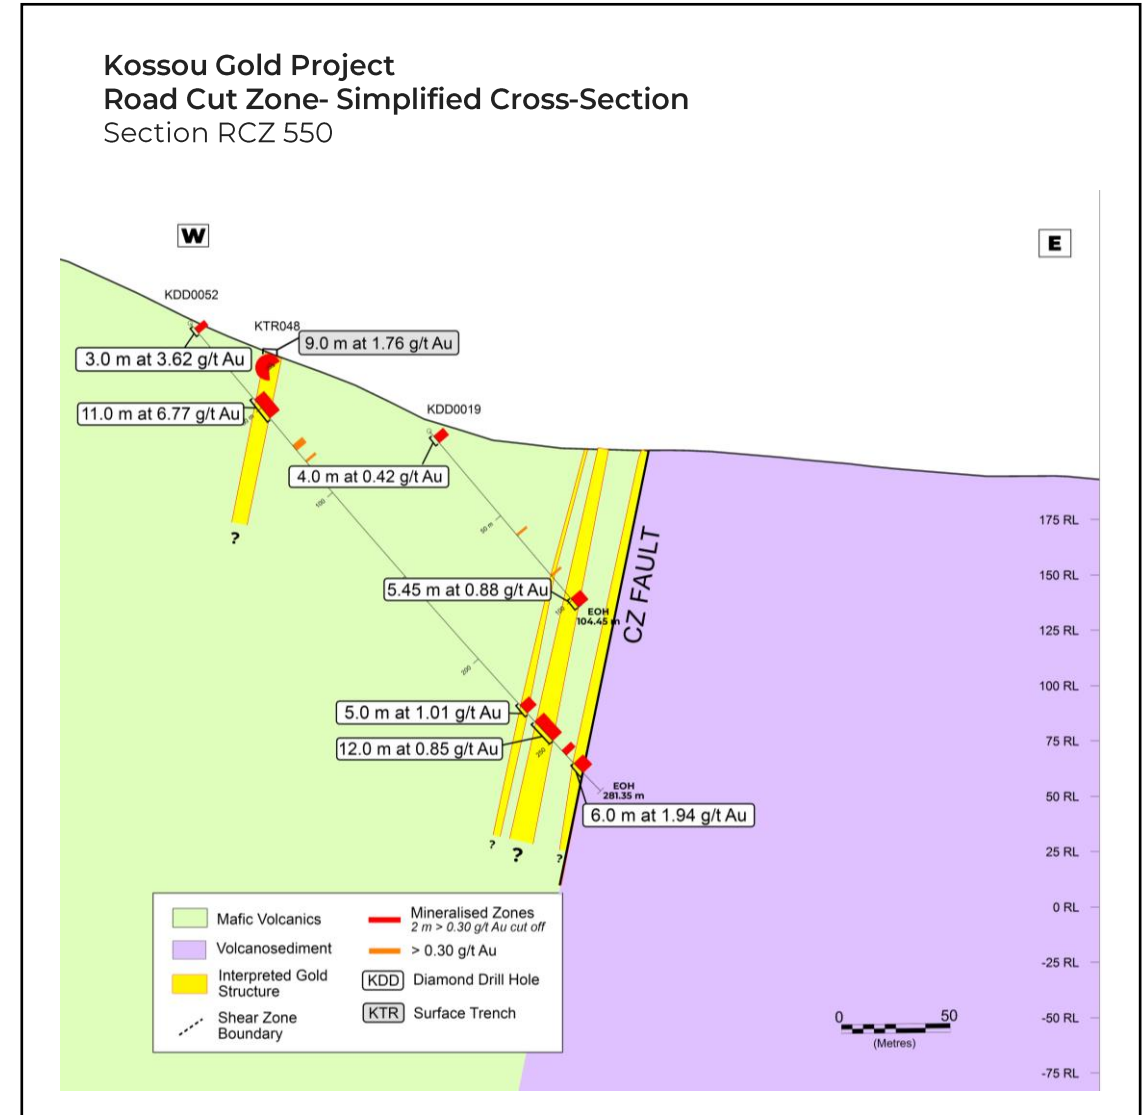 Kossou Gold Project
Road Cut Zone- Simplified Cross-Section
Section RCZ 550
W
E
KDD0052
KTR048
9.0 m at 1.76 g/t Au
3.0 m at 3.62 g/t Au
11.0 m at 6.77 g/t Au
KDD0019
4.0 m at 0.42 g/t Au
100
50 m
175 RL
150 RL
CZ FAULT
5.45 m at 0.88 g/t Au
100
EOH
104.45 m
125 RL
?
200
100 RL
5.0 m at 1.01 g/t Au
12.0 m at 0.85 g/t Au
200
75 RL
EOH
281.35 m
50 RL
6.0 m at 1.94 g/t Au
?
?
?
25 RL
0 RL
-25 RL
-50 RL
-75 RL
Mafic Volcanics
Volcanosediment
Interpreted Gold
Structure
Shear Zone
Boundary
Mineralised Zones
2 m > 0.30 g/t Au cut off
> 0.30 g/t Au
KDD Diamond Drill Hole
KTR Surface Trench
0 50
(Metres)